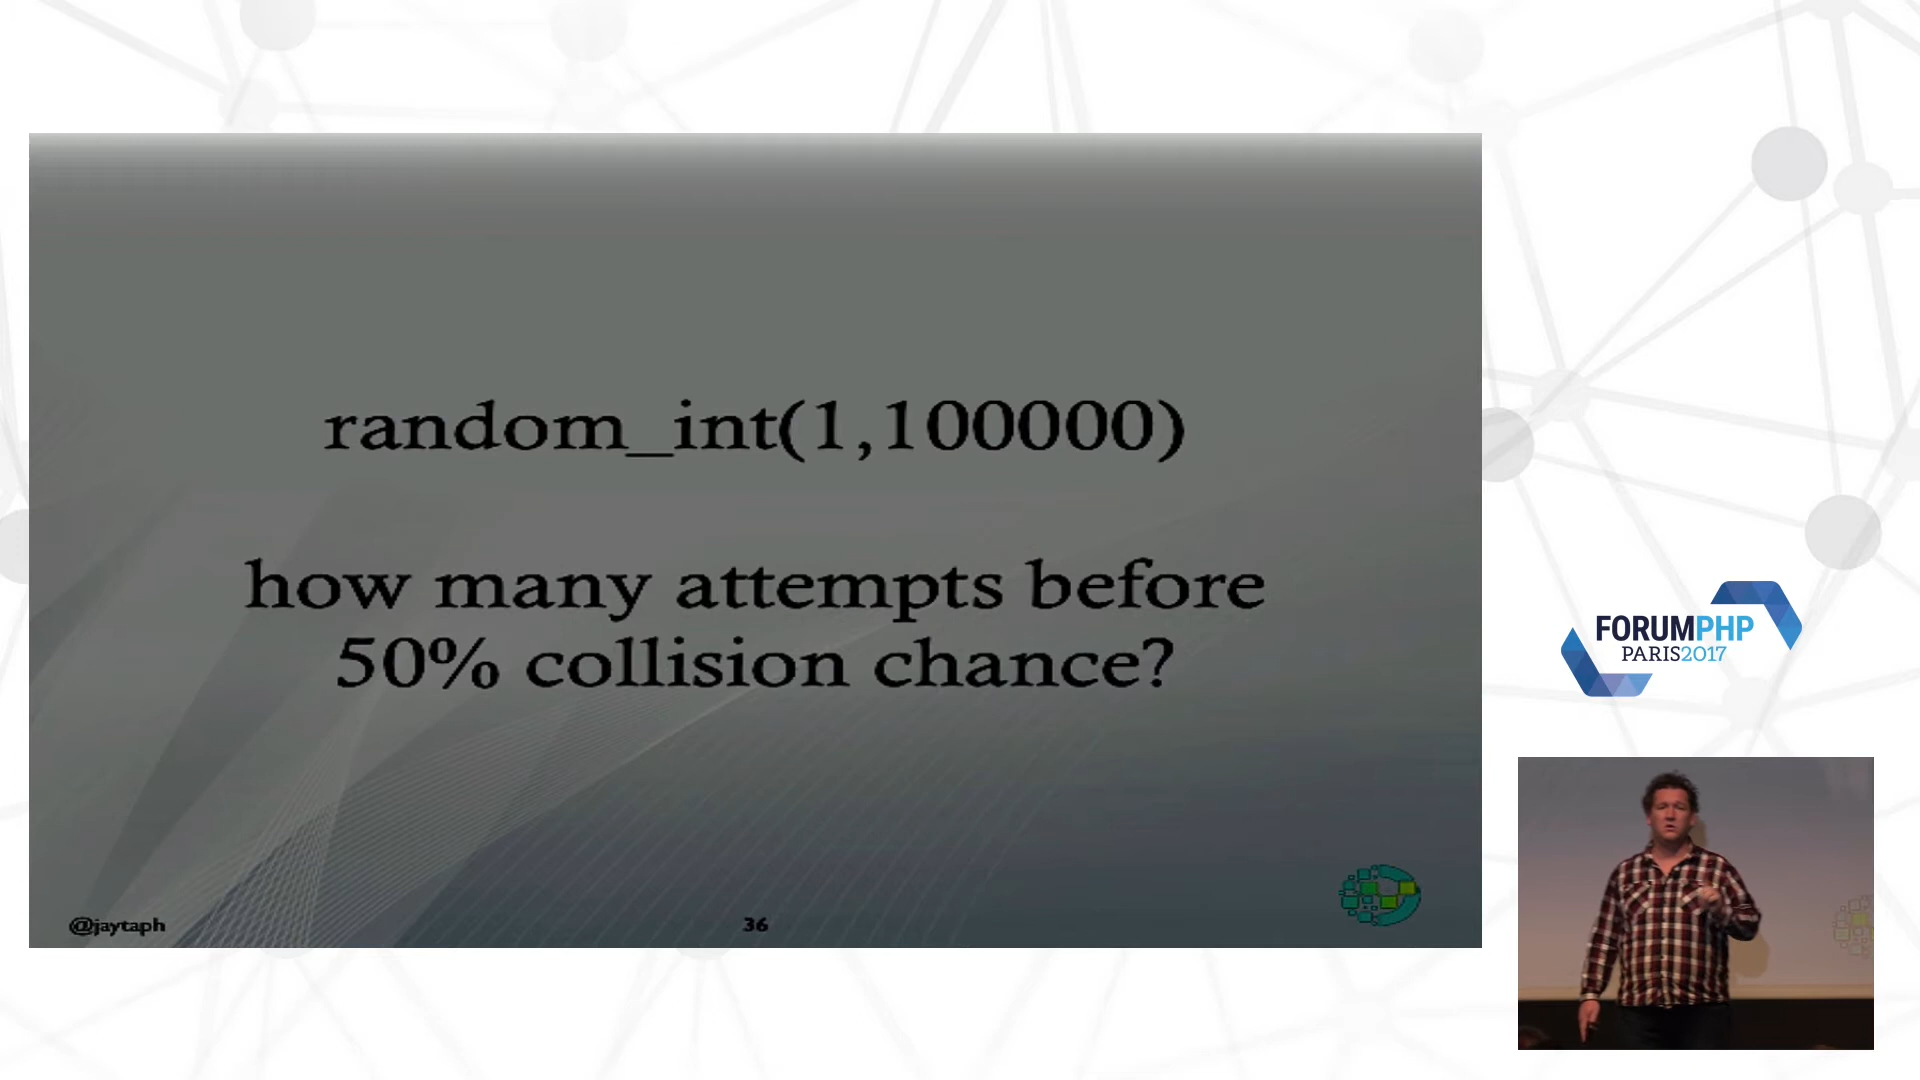 random_int(1,100000)
how many attempts before
50% collision chance?
@jaytaph
36
FORUMPHP
PARIS2017